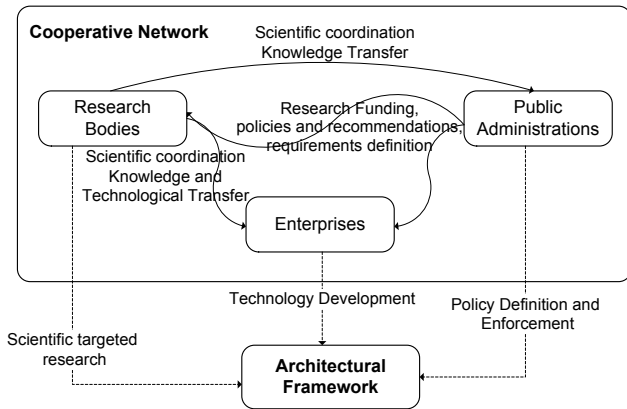 Cooperative Network
Scientific coordination
Knowledge Transfer
Research
Bodies
Research Funding,
policies and recommendations,
requirements definition
Public
Administrations
Scientific coordination
Knowledge and
Technological Transfer
Enterprises
Technology Development
Policy Definition and
Enforcement
Scientific targeted
research
Architectural
Framework